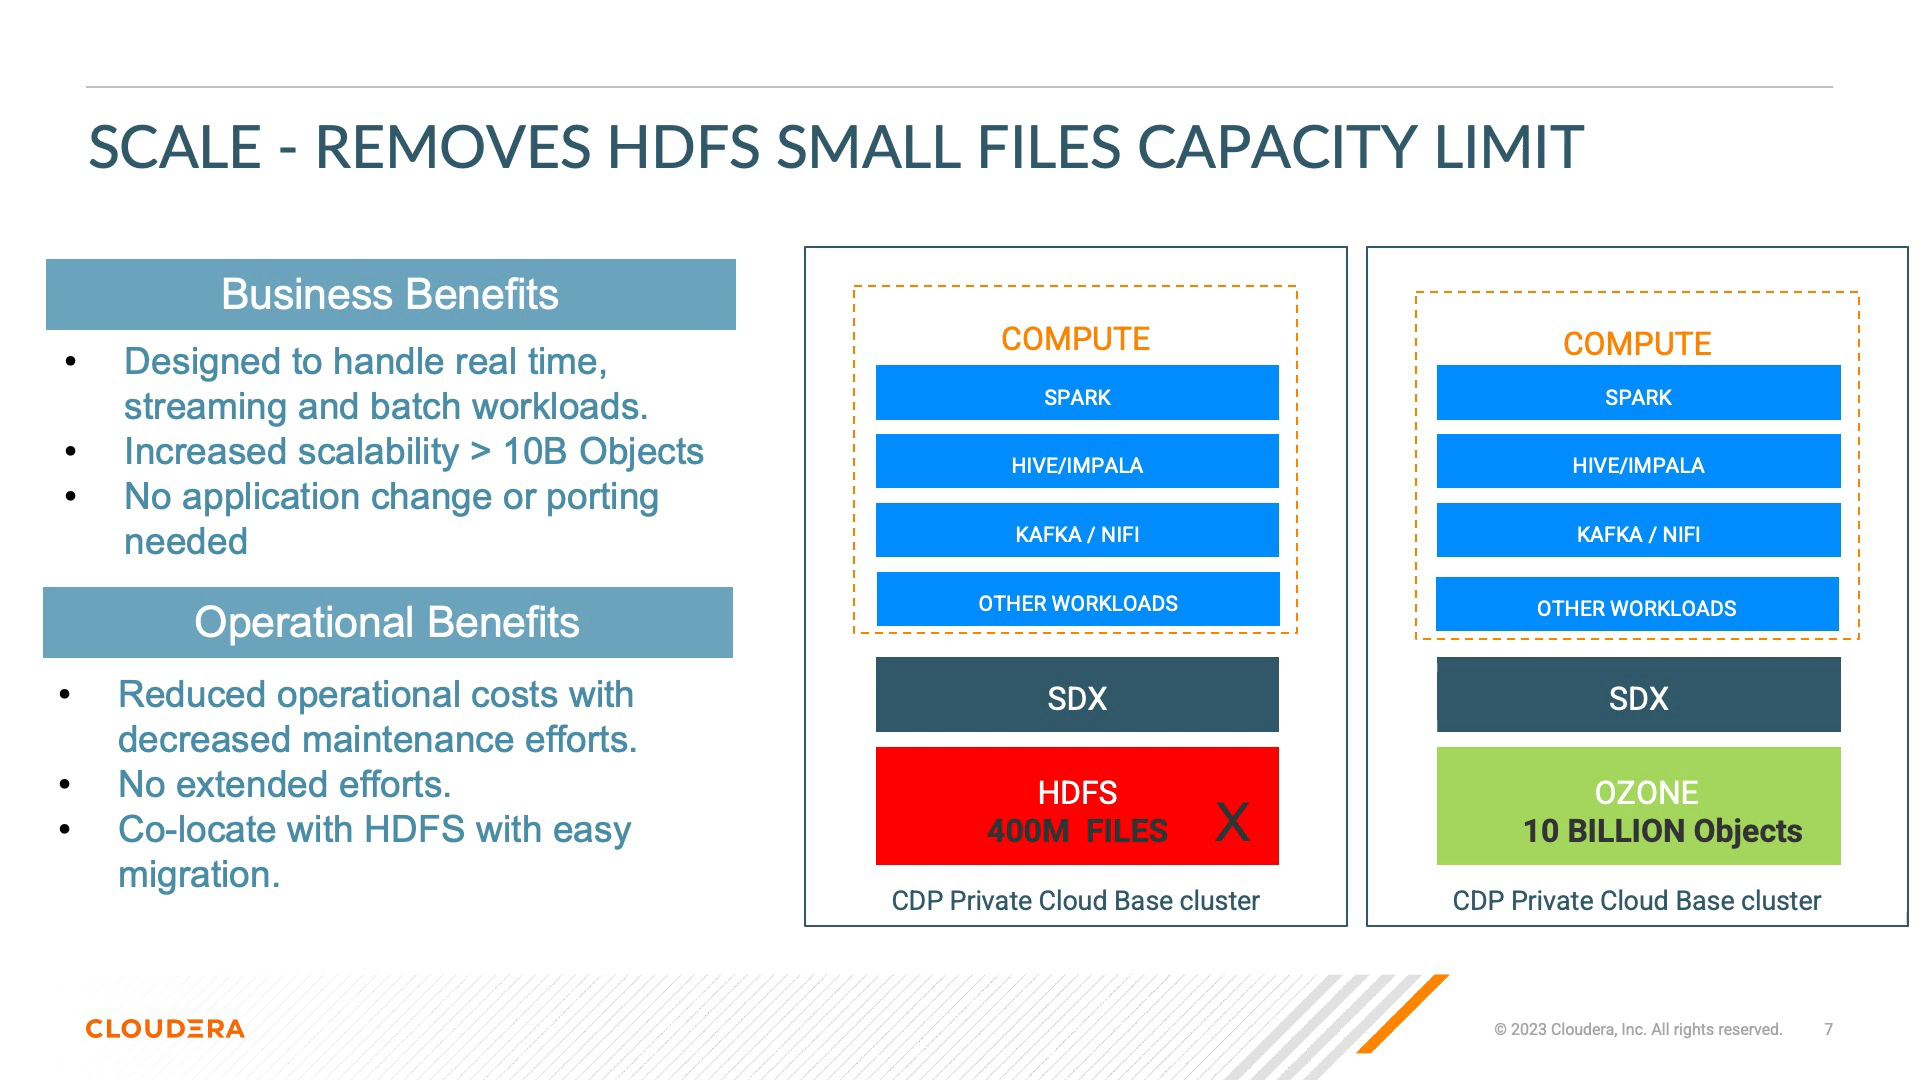 SCALE - REMOVES HDFS SMALL FILES CAPACITY LIMIT
Business Benefits
• Designed to handle real time,
streaming and batch workloads.
• Increased scalability > 10B Objects
• No application change or porting
needed
Operational Benefits
• Reduced operational costs with
decreased maintenance efforts.
• No extended efforts.
• Co-locate with HDFS with easy
migration.
COMPUTE
SPARK
HIVE/IMPALA
KAFKA / NIFI
OTHER WORKLOADS
SDX
HDFS
400M FILES X
CDP Private Cloud Base cluster
COMPUTE
SPARK
HIVE/IMPALA
KAFKA / NIFI
OTHER WORKLOADS
SDX
OZONE
10 BILLION Objects
CDP Private Cloud Base cluster
CLOUDERA
© 2023 Cloudera, Inc. All rights reserved. 7